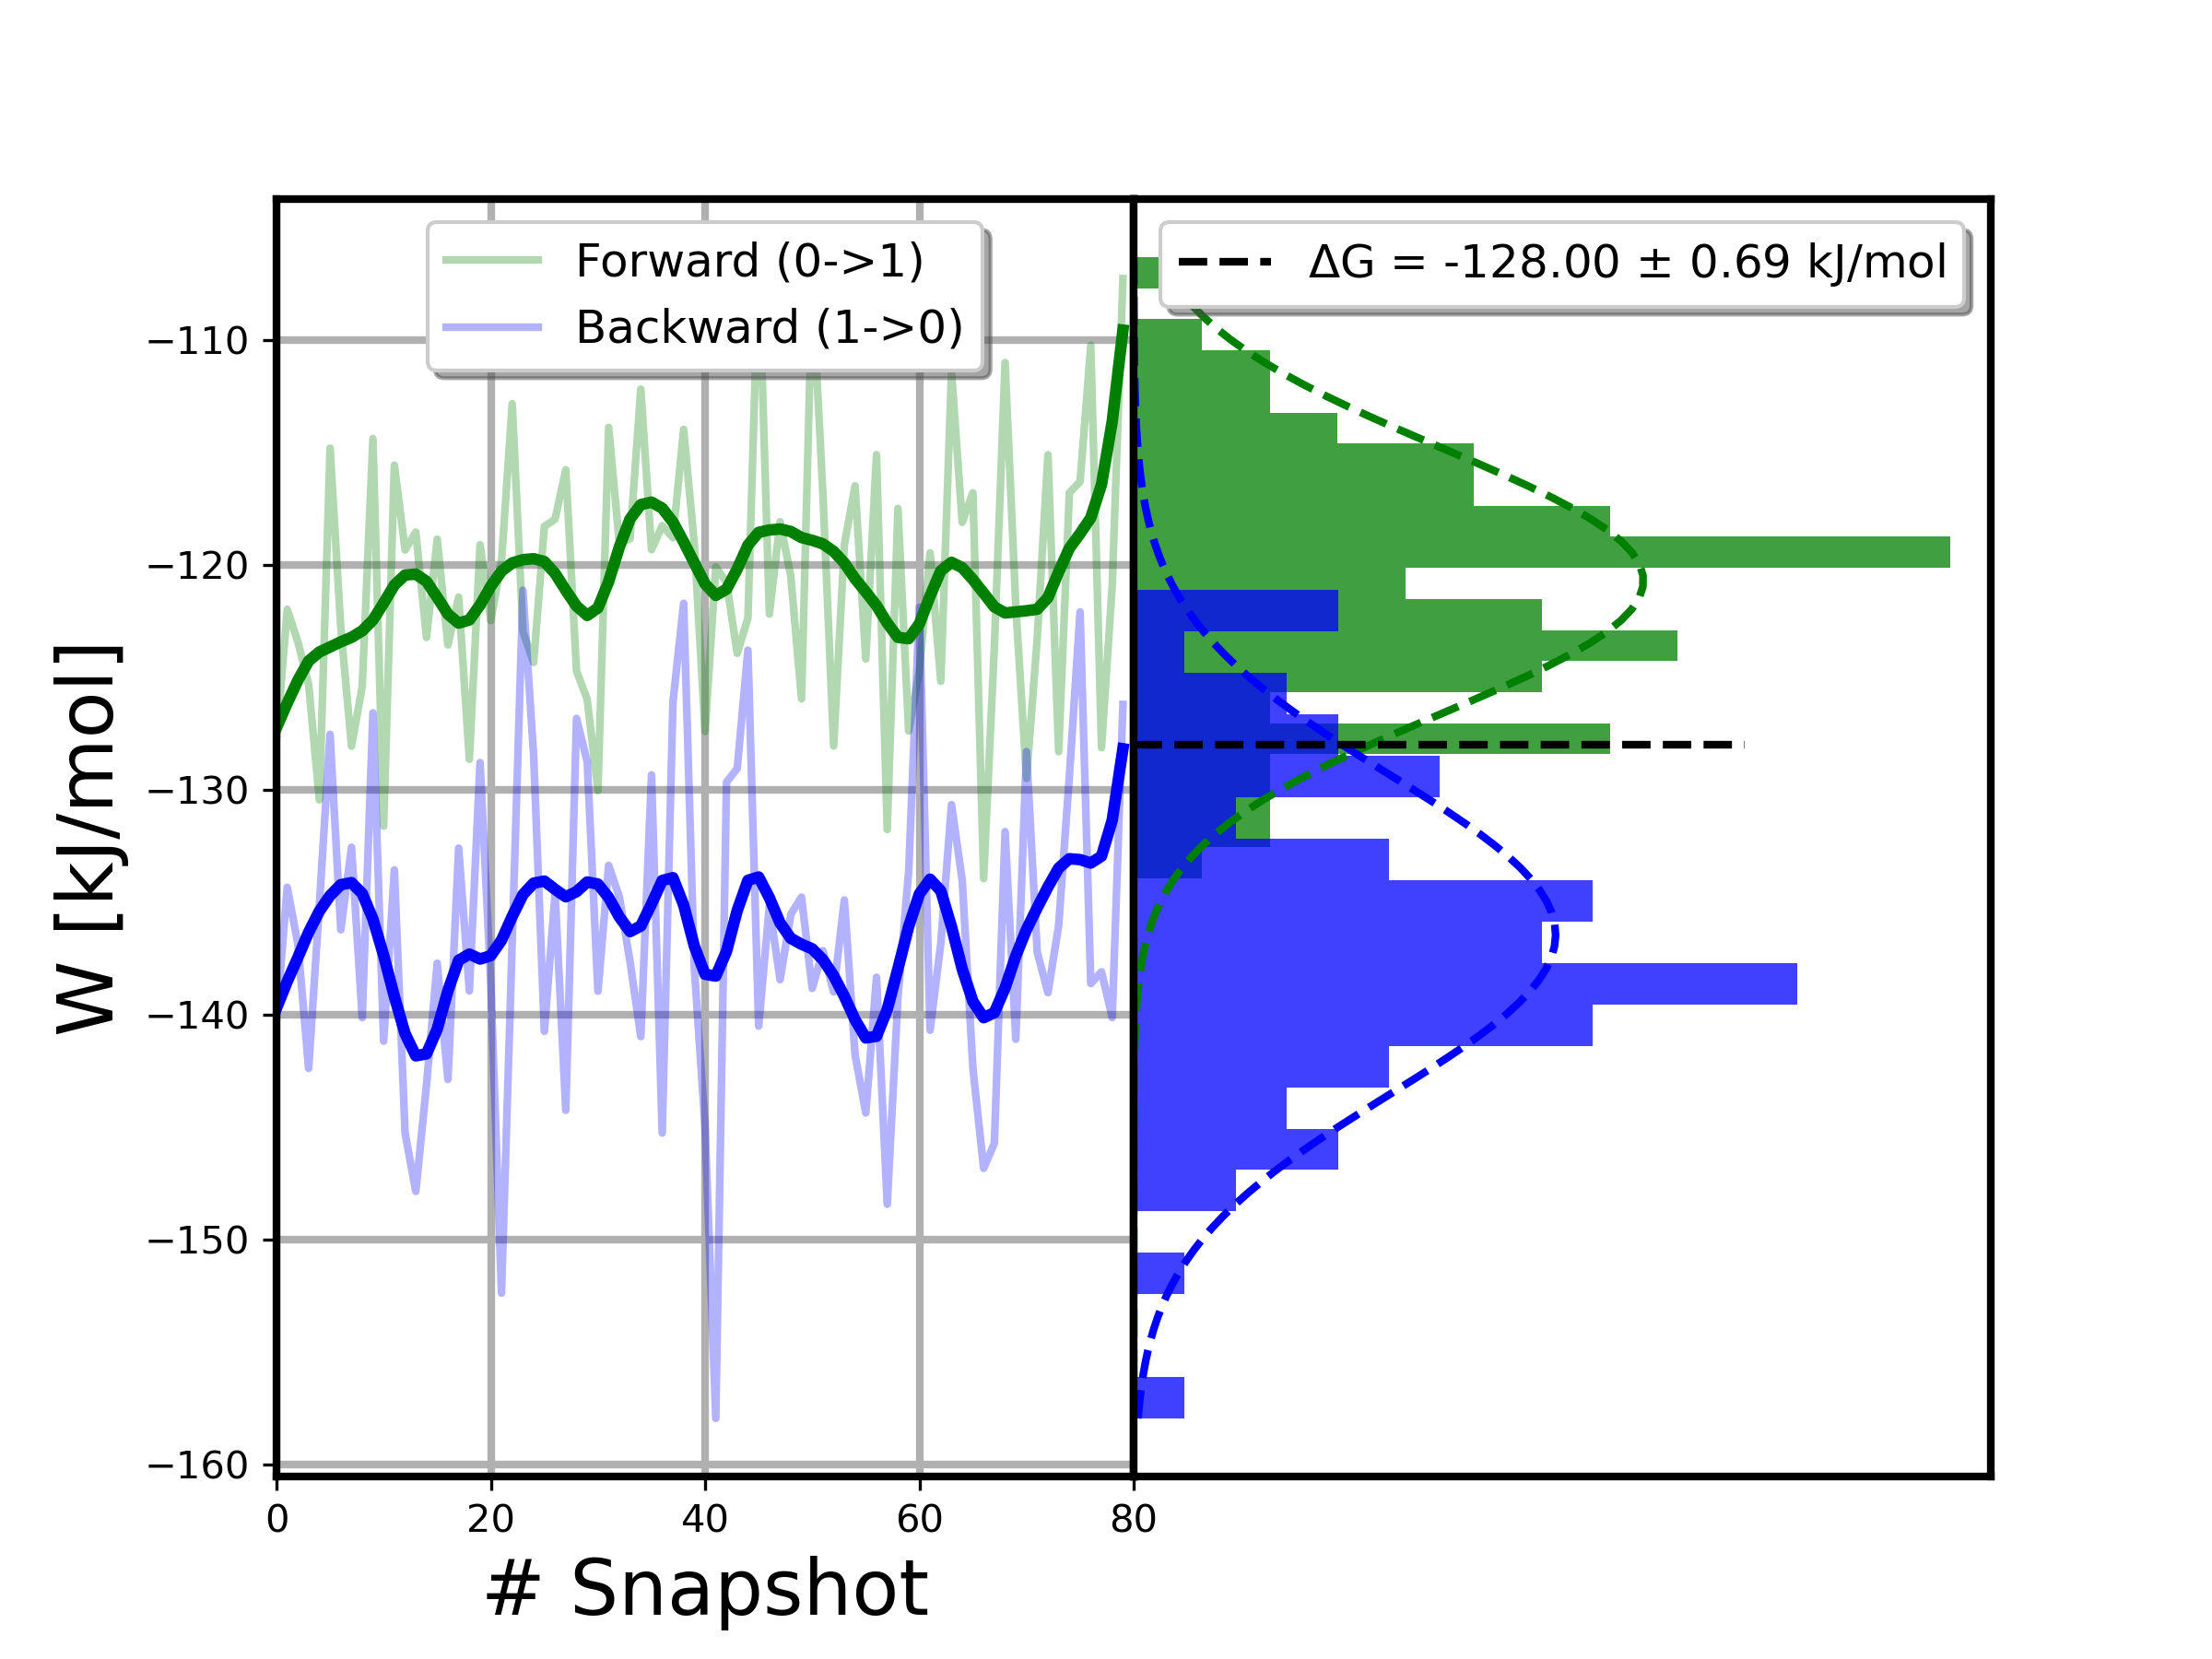 Forward (0->1)
Backward (1->0)
ΔG = -128.00 ± 0.69 kJ/mol
−110
−120
−130
−140
−150
−160
W [kJ/mol]
0 20 40 60 80
# Snapshot